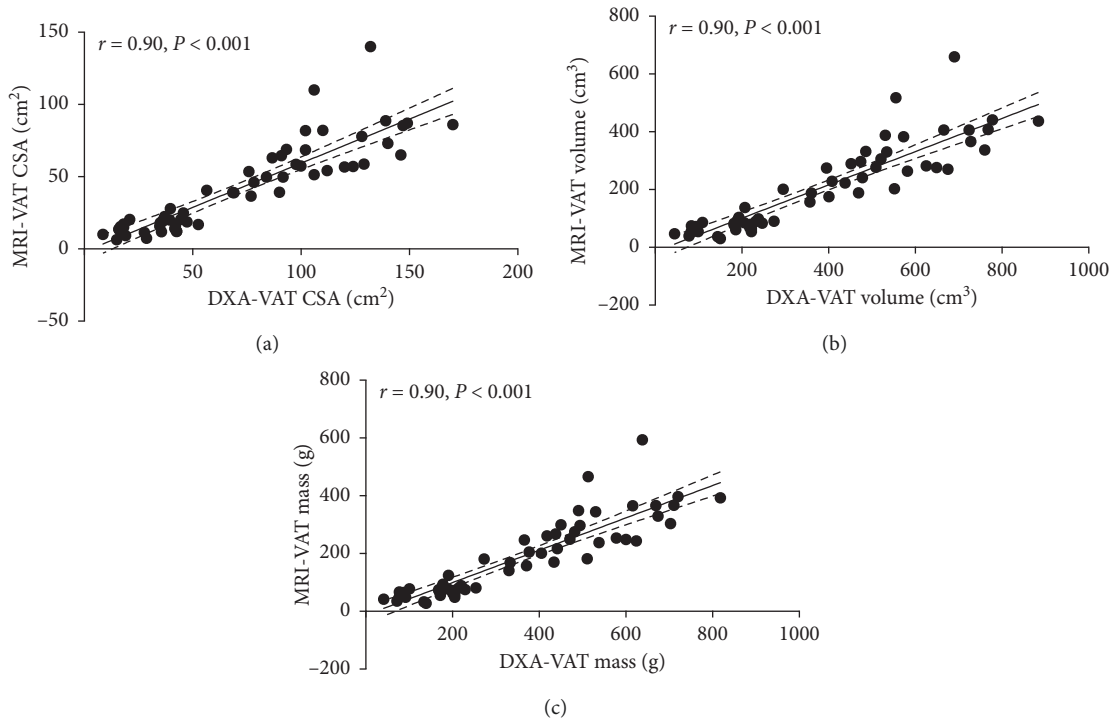 r = 0.90, P < 0.001
MRI-VAT CSA (cm²)
150
100
50
0
−50
50
100
150
200
DXA-VAT CSA (cm²)
(a)
r = 0.90, P < 0.001
MRI-VAT volume (cm³)
800
600
400
200
0
−200
200
400
600
800
1000
DXA-VAT volume (cm³)
(b)
r = 0.90, P < 0.001
MRI-VAT mass (g)
800
600
400
200
0
−200
200
400
600
800
1000
DXA-VAT mass (g)
(c)